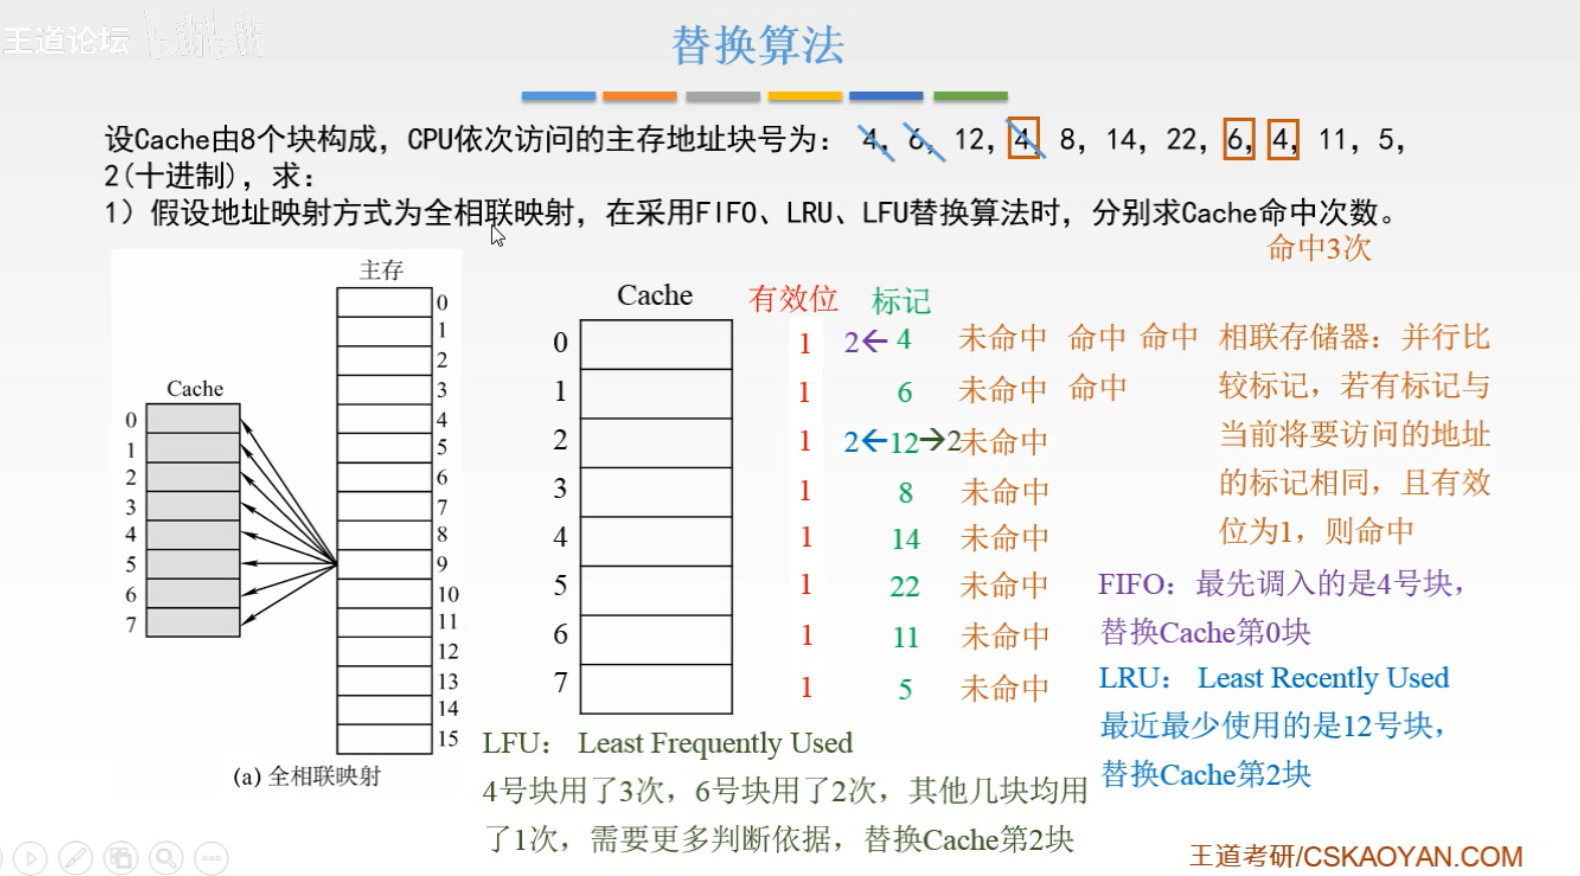 王道论坛 bilibili
替换算法
设Cache由8个块构成，CPU依次访问的主存地址块号为： 4，6，12，4，8，14，22，6，4，11，5，
2(十进制)，求：
1）假设地址映射方式为全相联映射，在采用FIFO、LRU、LFU替换算法时，分别求Cache命中次数。
命中3次
主存
0
1
2
3
4
5
6
7
8
9
10
11
12
13
14
15
Cache
0
1
2
3
4
5
6
7
(a) 全相联映射
Cache 有效位 标记
0 1 2← 4 未命中 命中 命中
1 1 6 未命中 命中
2 1 2←12→2未命中
3 1 8 未命中
4 1 14 未命中
5 1 22 未命中
6 1 11 未命中
7 1 5 未命中
相联存储器：并行比
较标记，若有标记与
当前将要访问的地址
的标记相同，且有效
位为1，则命中
FIFO：最先调入的是4号块，
替换Cache第0块
LRU： Least Recently Used
最近最少使用的是12号块，
替换Cache第2块
LFU： Least Frequently Used
4号块用了3次，6号块用了2次，其他几块均用
了1次，需要更多判断依据，替换Cache第2块
王道考研/CSKAOYAN.COM